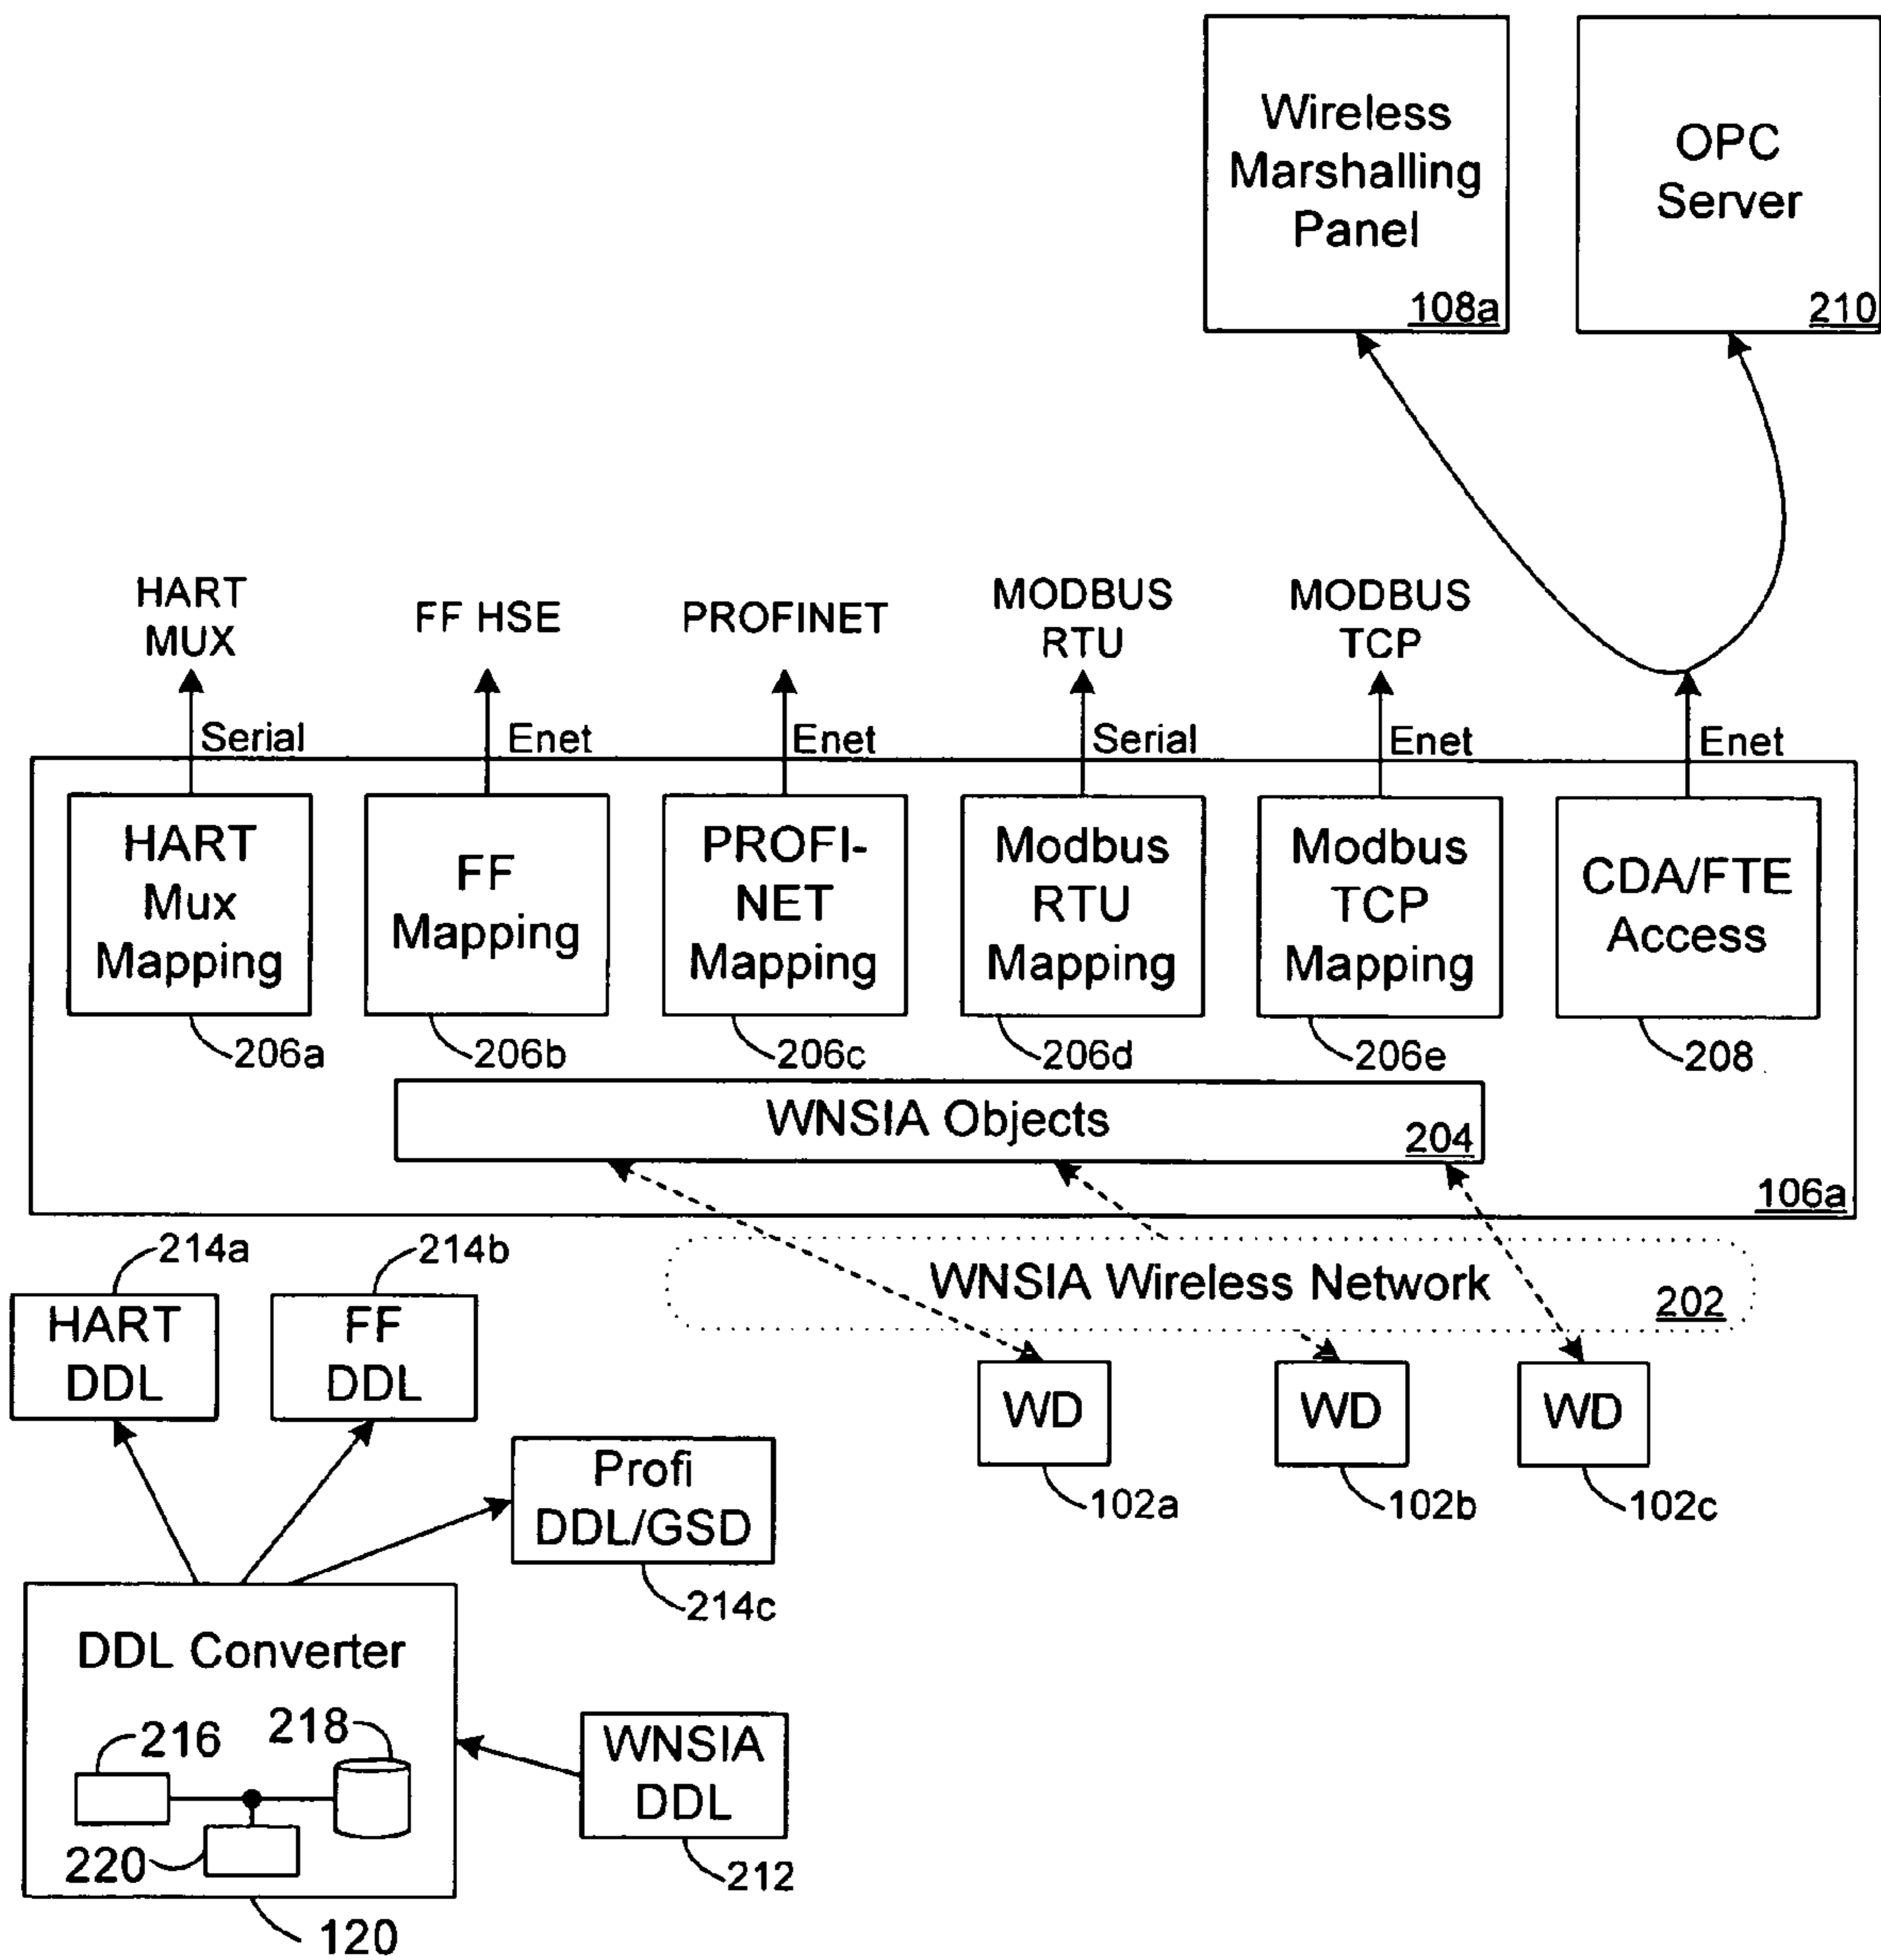 Wireless
Marshalling
Panel
108a
OPC
Server
210
HART
MUX
FF HSE
PROFINET
MODBUS
RTU
MODBUS
TCP
Serial
Enet
Enet
Serial
Enet
Enet
HART
Mux
Mapping
FF
Mapping
PROFI-
NET
Mapping
Modbus
RTU
Mapping
Modbus
TCP
Mapping
CDA/FTE
Access
206a
206b
206c
206d
206e
208
WNSIA Objects
204
106a
214a
214b
HART
DDL
FF
DDL
WNSIA Wireless Network
202
WD
WD
WD
102a
102b
102c
Profi
DDL/GSD
214c
DDL Converter
216
218
220
120
WNSIA
DDL
212